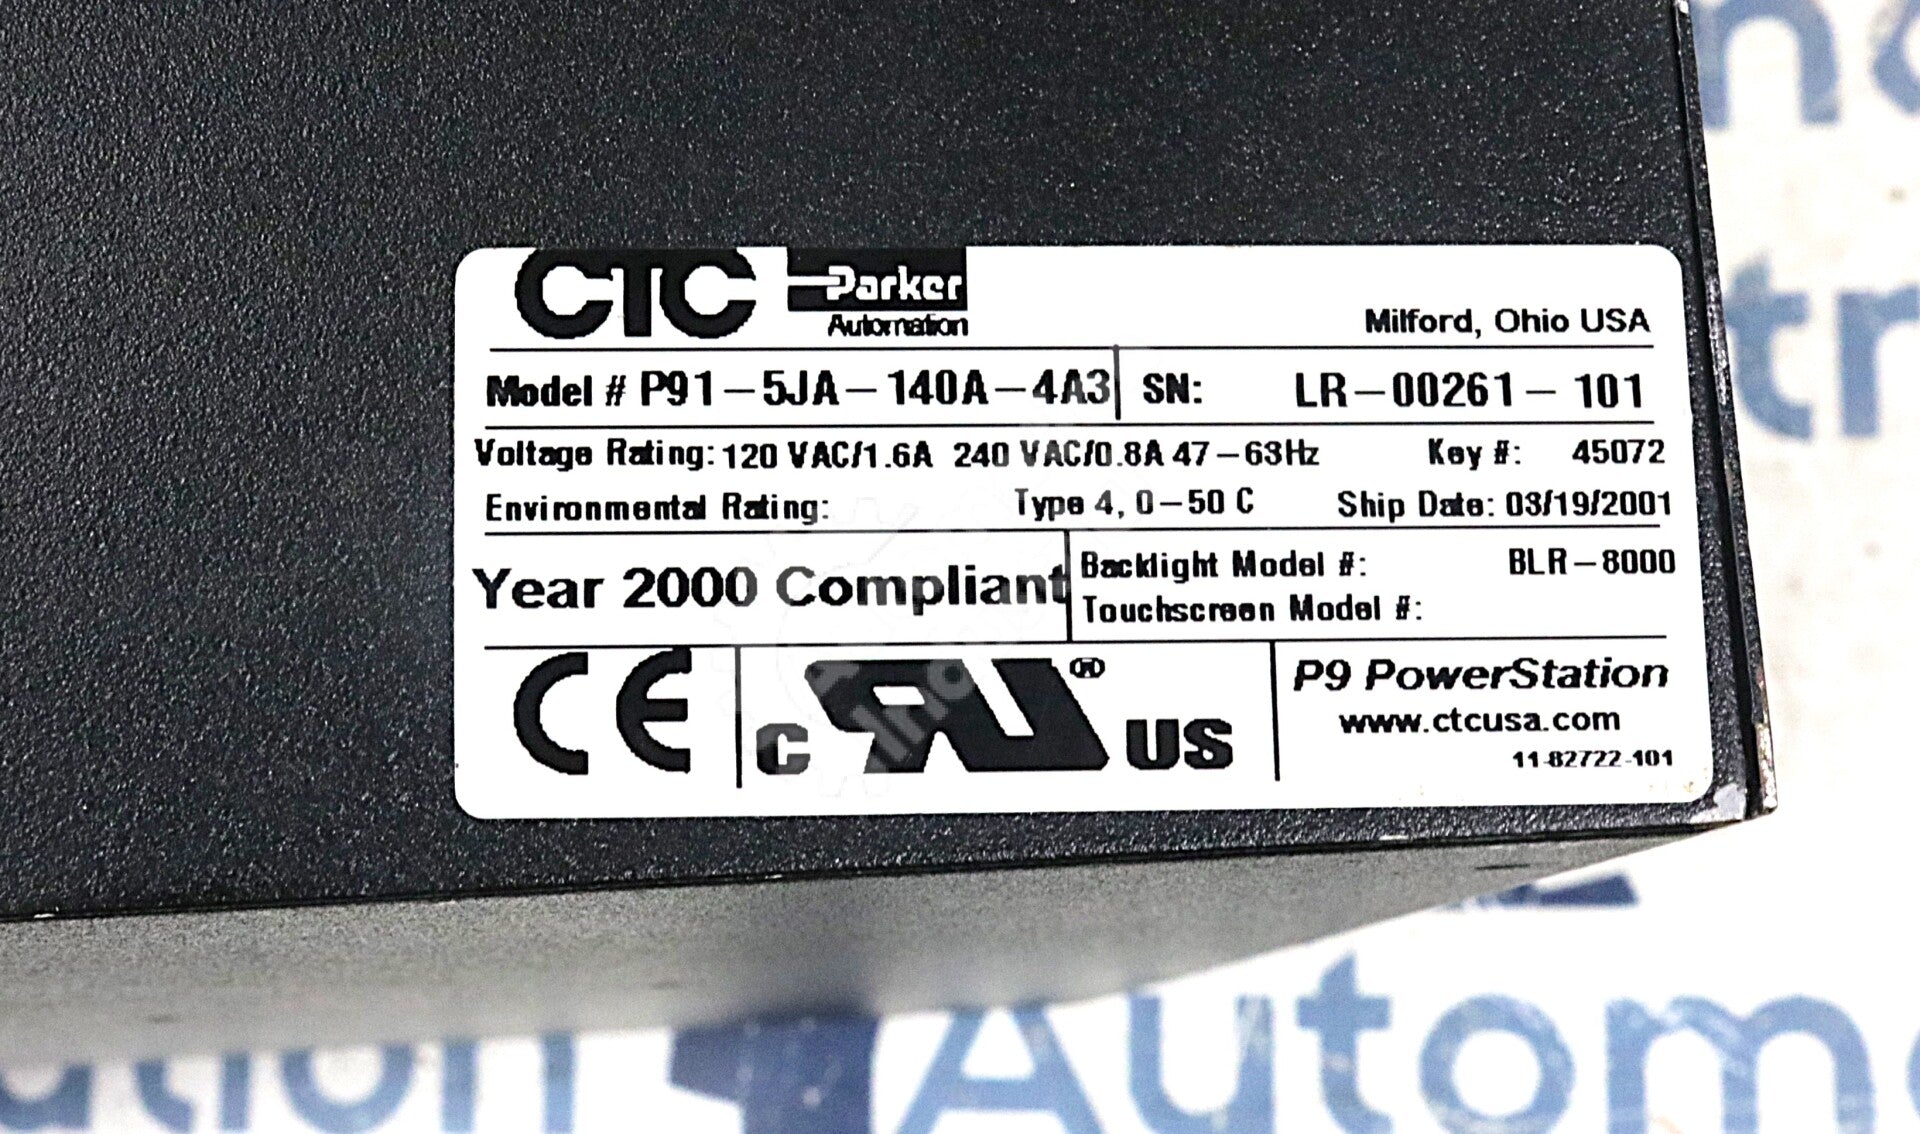 CTC Parker
Automation
Milford, Ohio USA
Model # P91-5JA-140A-4A3 SN: LR-00261-101
Voltage Rating: 120 VAC/1.6A 240 VAC/0.8A 47-63Hz Key #: 45072
Environmental Rating: Type 4, 0-50 C Ship Date: 03/19/2001
Year 2000 Compliant
Backlight Model #: BLR-8000
Touchscreen Model #:
CE
C RU ® US
P9 PowerStation
www.ctcusa.com
11-82722-101